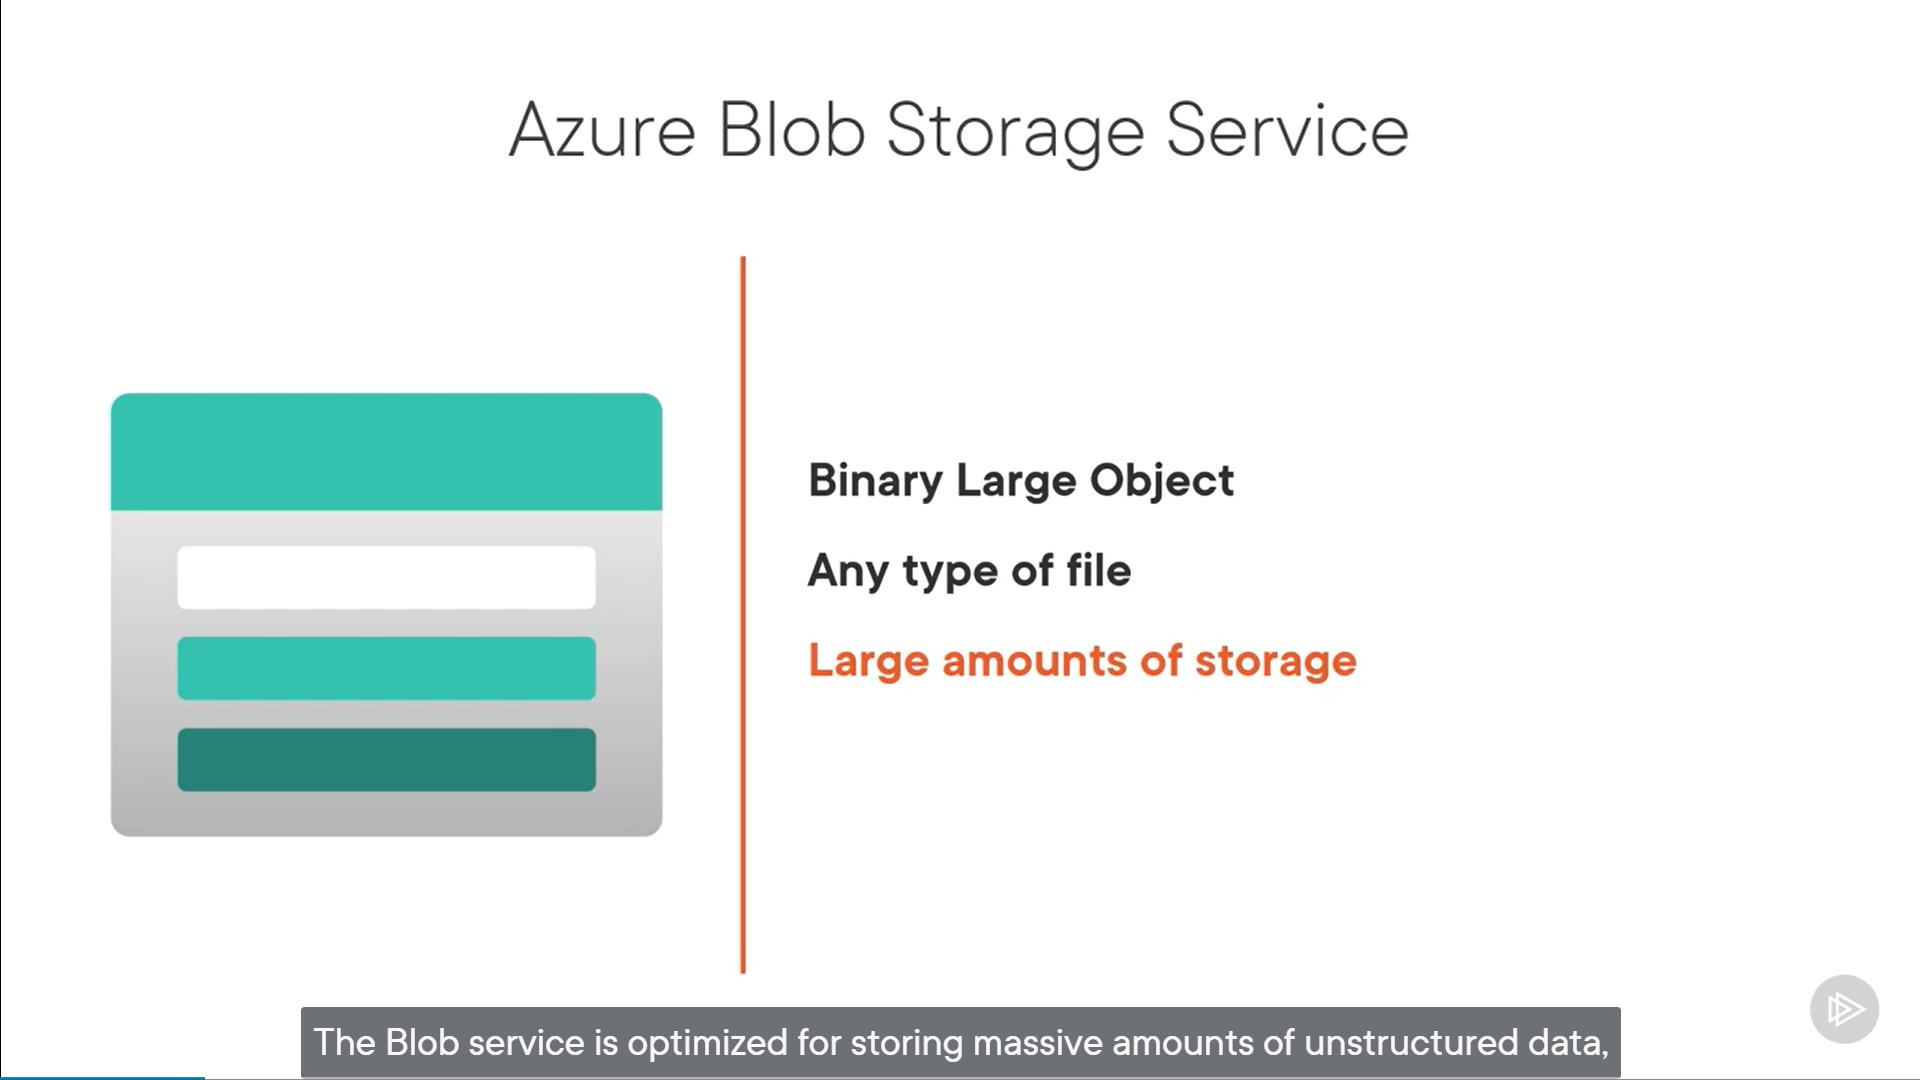 Azure Blob Storage Service
Binary Large Object
Any type of file
Large amounts of storage
The Blob service is optimized for storing massive amounts of unstructured data,